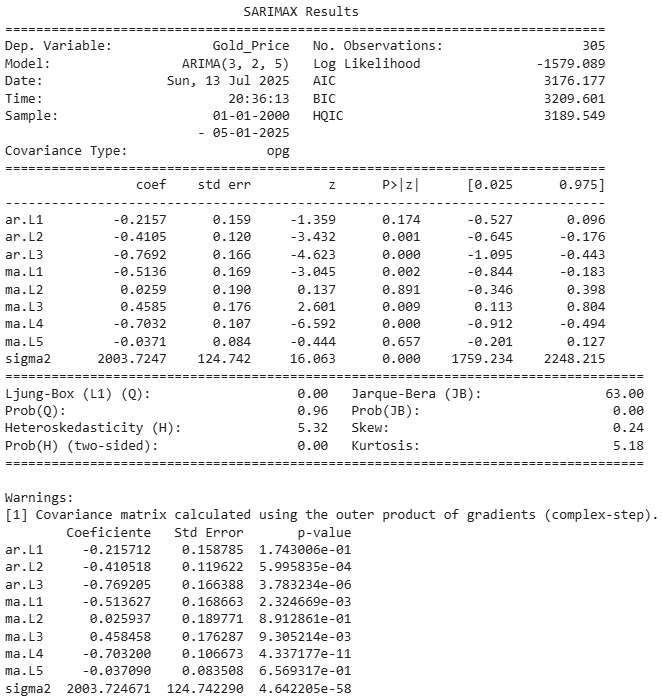 SARIMAX Results
==============================================================================
Dep. Variable: Gold_Price No. Observations: 305
Model: ARIMA(3, 2, 5) Log Likelihood -1579.089
Date: Sun, 13 Jul 2025 AIC 3176.177
Time: 20:36:13 BIC 3209.601
Sample: 01-01-2000 HQIC 3189.549
- 05-01-2025
Covariance Type: opg
==============================================================================
coef std err z P>|z| [0.025 0.975]
------------------------------------------------------------------------------
ar.L1 -0.2157 0.159 -1.359 0.174 -0.527 0.096
ar.L2 -0.4105 0.120 -3.432 0.001 -0.645 -0.176
ar.L3 -0.7692 0.166 -4.623 0.000 -1.095 -0.443
ma.L1 -0.5136 0.169 -3.045 0.002 -0.844 -0.183
ma.L2 0.0259 0.190 0.137 0.891 -0.346 0.398
ma.L3 0.4585 0.176 2.601 0.009 0.113 0.804
ma.L4 -0.7032 0.107 -6.592 0.000 -0.912 -0.494
ma.L5 -0.0371 0.084 -0.444 0.657 -0.201 0.127
sigma2 2003.7247 124.742 16.063 0.000 1759.234 2248.215
===================================================================================
Ljung-Box (L1) (Q): 0.00 Jarque-Bera (JB): 63.00
Prob(Q): 0.96 Prob(JB): 0.00
Heteroskedasticity (H): 5.32 Skew: 0.24
Prob(H) (two-sided): 0.00 Kurtosis: 5.18
===================================================================================
Warnings:
[1] Covariance matrix calculated using the outer product of gradients (complex-step).
Coeficiente Std Error p-value
ar.L1 -0.215712 0.158785 1.743006e-01
ar.L2 -0.410518 0.119622 5.995835e-04
ar.L3 -0.769205 0.166388 3.783234e-06
ma.L1 -0.513627 0.168663 2.324669e-03
ma.L2 0.025937 0.189771 8.912861e-01
ma.L3 0.458458 0.176287 9.305214e-03
ma.L4 -0.703200 0.106673 4.337177e-11
ma.L5 -0.037090 0.083508 6.569317e-01
sigma2 2003.724671 124.742290 4.642205e-58